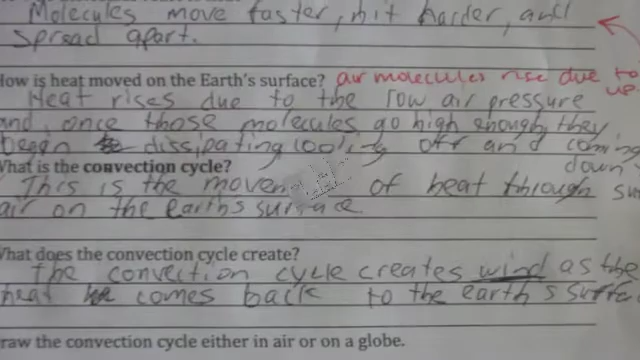 Molecules move faster, hit harder, and
spread apart.
How is heat moved on the Earth's surface? air molecules rise due to
up.
Heat rises due to the low air pressure
and, once those molecules go high enough, they
began dissipating cooling off and coming
down
What is the convection cycle?
This is the of heat through
air on the earth's surface.
What does the convection cycle create?
The convection cycle creates wind as the
heat comes back to the earth's
raw the convection cycle either in air or on a globe.